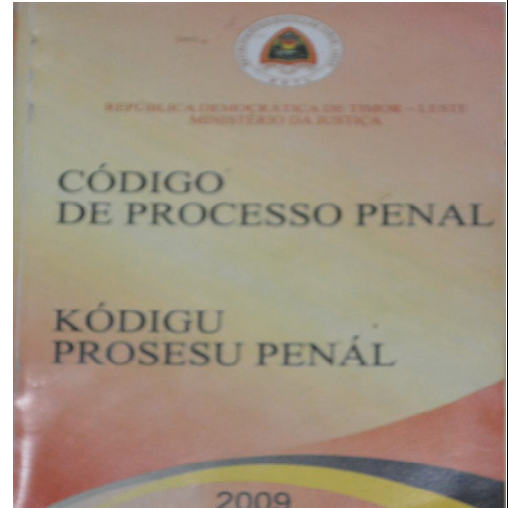 REPÚBLICA DEMOCRÁTICA DE TIMOR – LESTE
MINISTÉRIO DA JUSTIÇA
CÓDIGO
DE PROCESSO PENAL
KÓDIGU
PROSESU PENÁL
2009